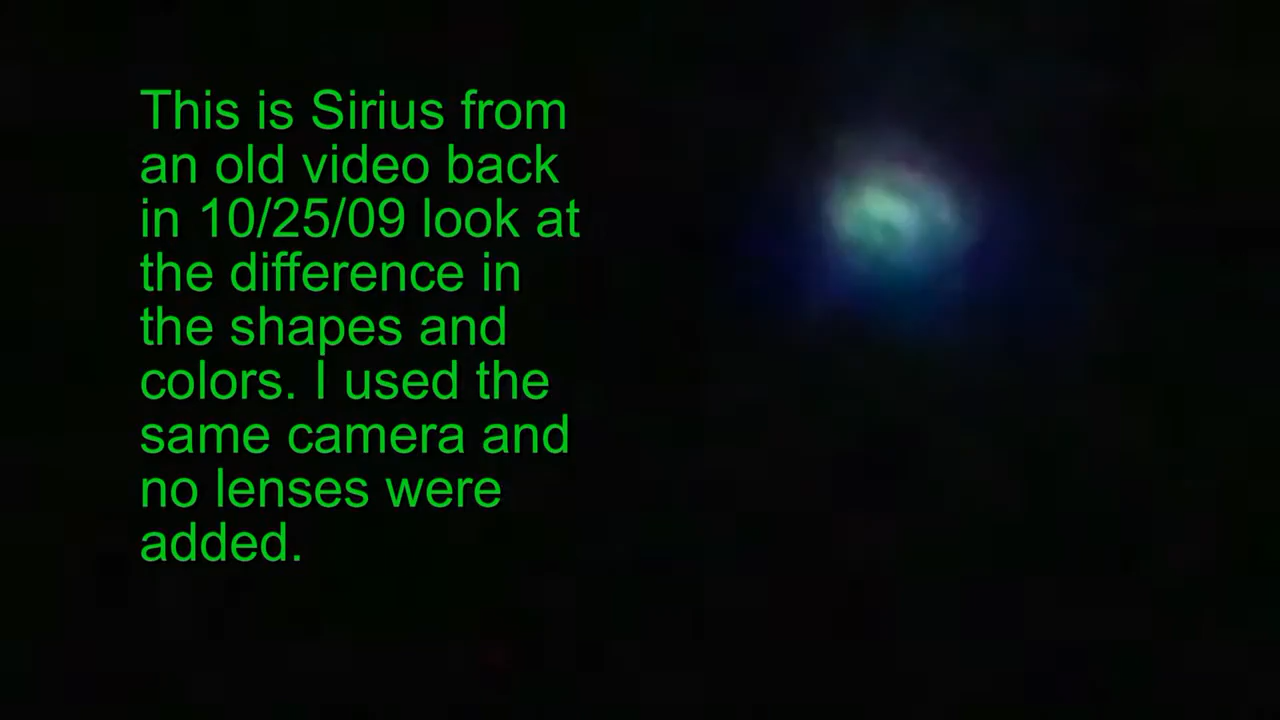 This is Sirius from
an old video back
in 10/25/09 look at
the difference in
the shapes and
colors. I used the
same camera and
no lenses were
added.